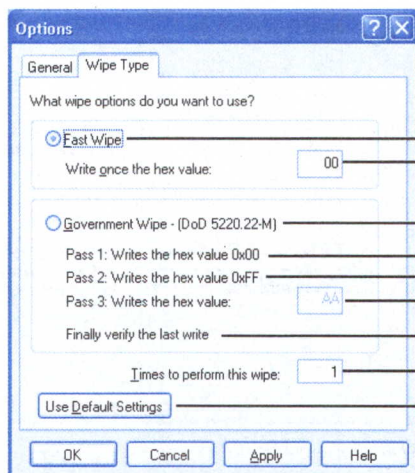 Options
General Wipe Type
What wipe options do you want to use?
Fast Wipe
Write once the hex value: 00
Government Wipe - (DoD 5220.22-M)
Pass 1: Writes the hex value 0x00
Pass 2: Writes the hex value 0xFF
Pass 3: Writes the hex value: AA
Finally verify the last write
Times to perform this wipe: 1
Use Default Settings
OK Cancel Apply Help